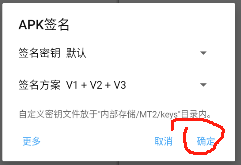 APK签名
签名密钥 默认
签名方案 V1 + V2 + V3
自定义密钥文件放于"内部存储/MT2/keys"目录内。
更多 取消 确定